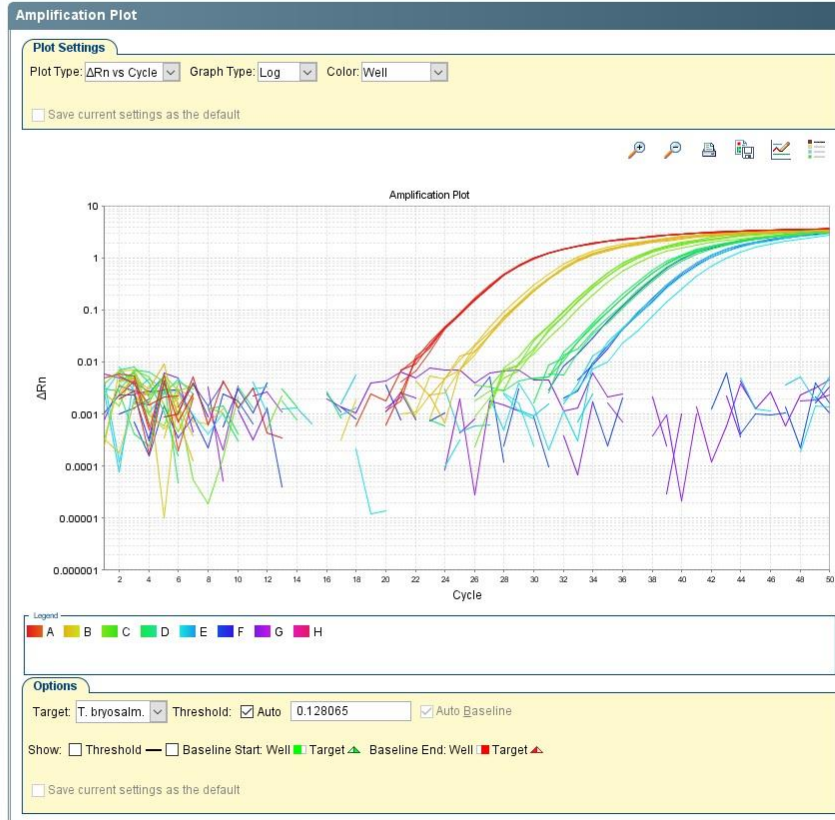 Amplification Plot
Plot Settings
Plot Type: ΔRn vs Cycle Graph Type: Log Color: Well
Save current settings as the default
Amplification Plot
10
1
0.1
0.01
0.001
0.0001
0.00001
0.000001
ΔRn
2 4 6 8 10 12 14 16 18 20 22 24 26 28 30 32 34 36 38 40 42 44 46 48 50
Cycle
Legend
A B C D E F G H
Options
Target: T. bryosalm. Threshold: Auto 0.128065 Auto Baseline
Show: Threshold Baseline Start: Well Target Baseline End: Well Target
Save current settings as the default